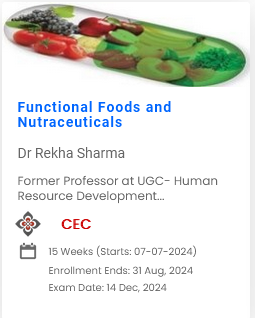 Functional Foods and
Nutraceuticals
Dr Rekha Sharma
Former Professor at UGC- Human
Resource Development...
CEC
15 Weeks (Starts: 07-07-2024)
Enrollment Ends: 31 Aug, 2024
Exam Date: 14 Dec, 2024